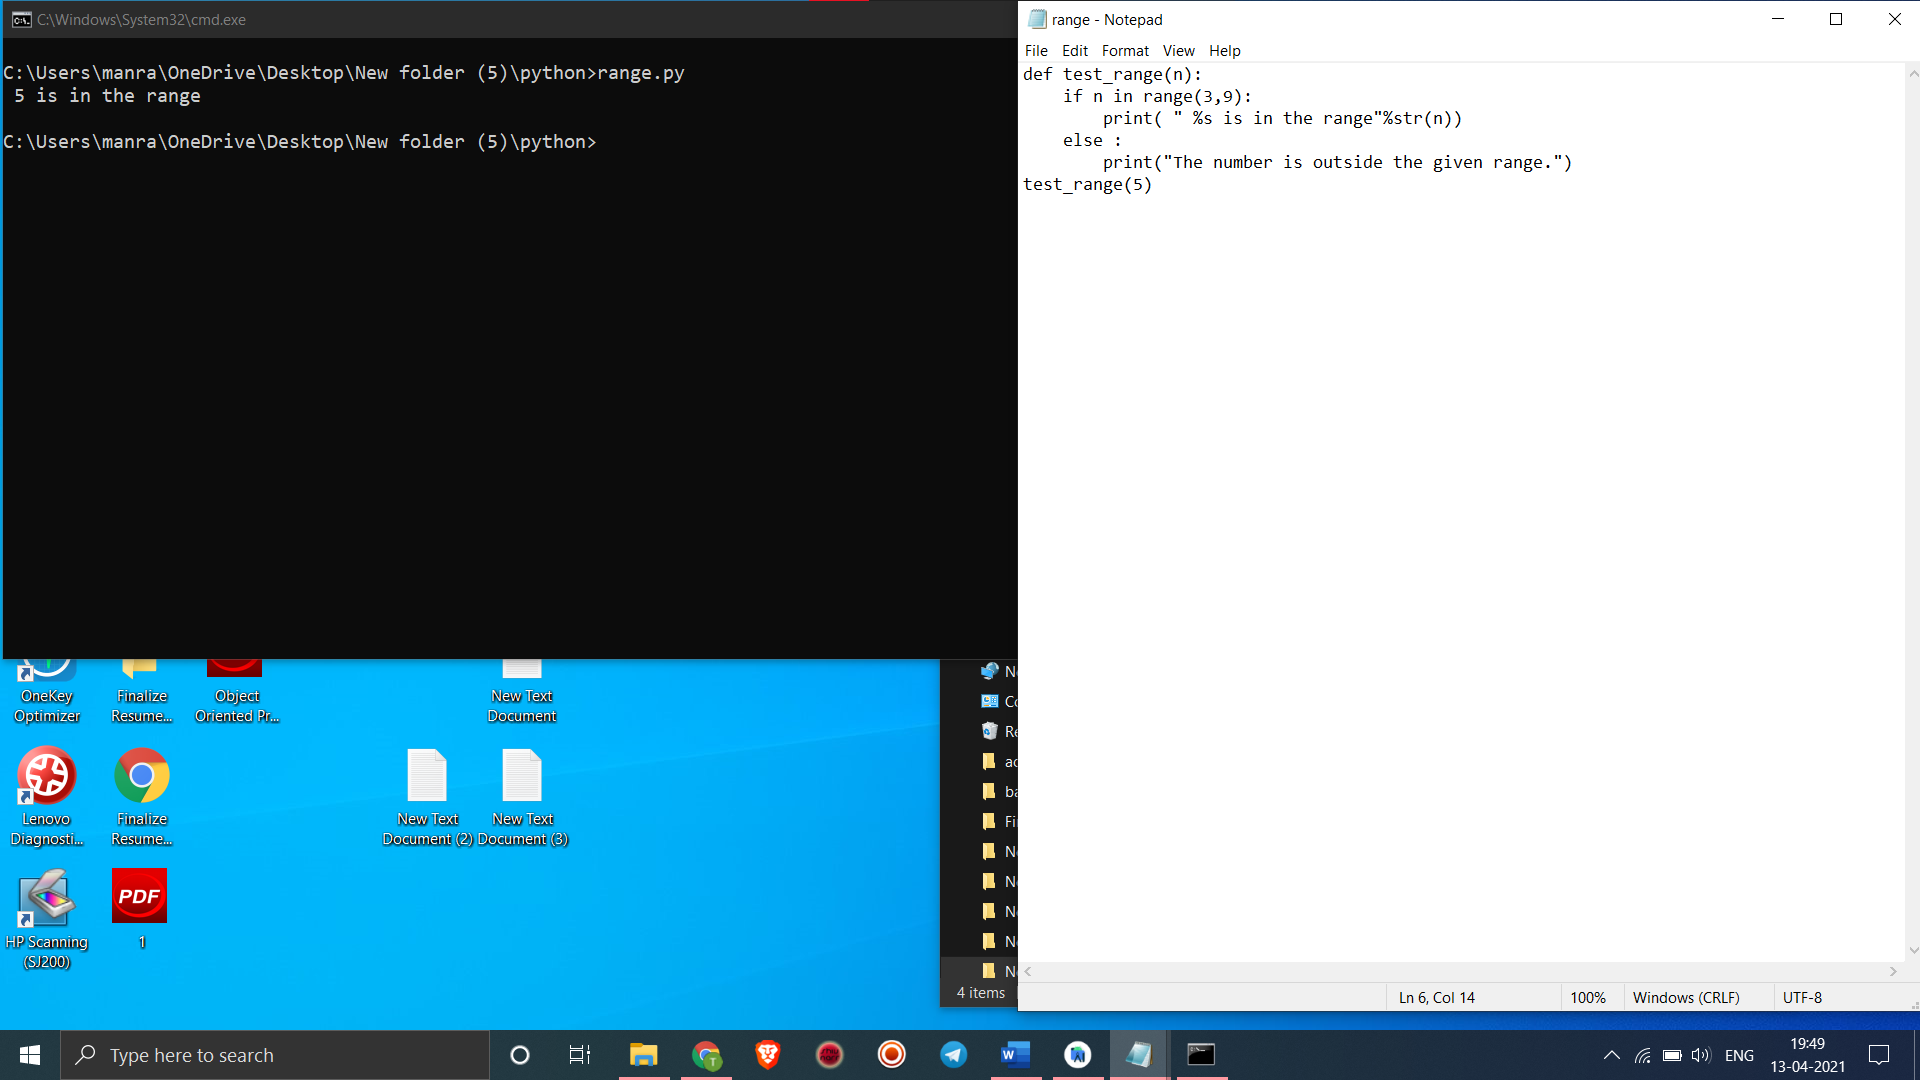 C:\Windows\System32\cmd.exe
C:\Users\manra\OneDrive\Desktop\New folder (5)\python>range.py
 5 is in the range
C:\Users\manra\OneDrive\Desktop\New folder (5)\python>
range - Notepad
File Edit Format View Help
def test_range(n):
    if n in range(3,9):
        print( " %s is in the range"%str(n))
    else :
        print("The number is outside the given range.")
test_range(5)
Ln 6, Col 14 100% Windows (CRLF) UTF-8
OneKey
Optimizer
Finalize
Resume...
Object
Oriented Pr...
New Text
Document
Lenovo
Diagnosti...
Finalize
Resume...
New Text
Document (2)
New Text
Document (3)
HP Scanning
(SJ200)
PDF
1
4 items
Type here to search
T
W
ENG
19:49
13-04-2021